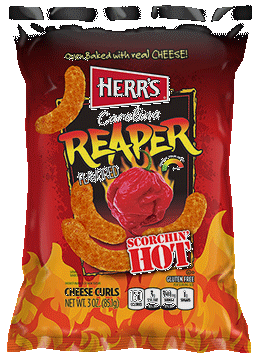 Oven Baked with real CHEESE!
HERR'S
Carolina
REAPER
FLAVORED
SCORCHIN'
HOT
GLUTEN FREE
CHEESE CURLS
NET WT. 3 OZ. (85.1g)